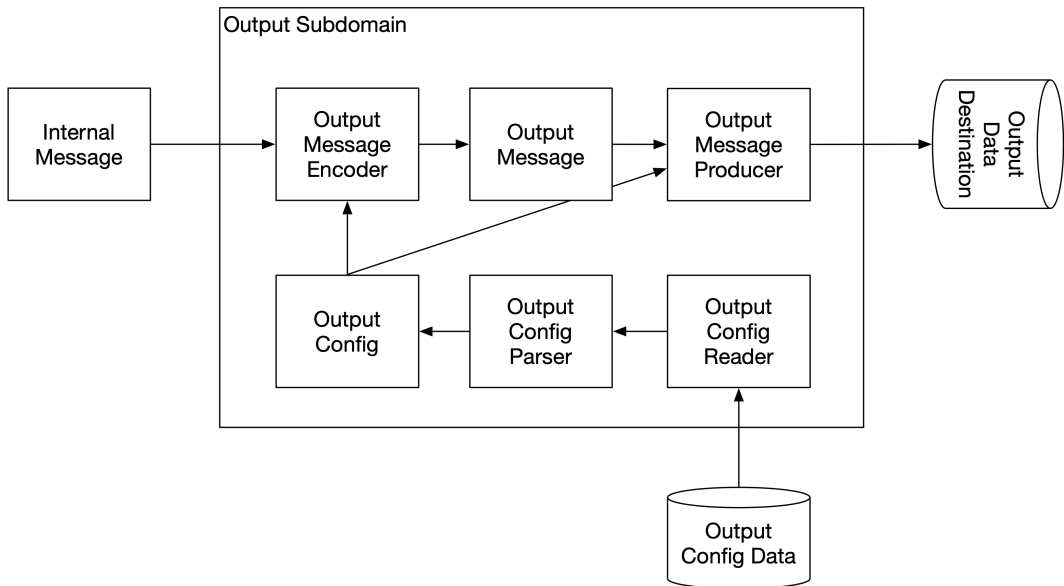 Output Subdomain
Internal
Message
Output
Message
Encoder
Output
Message
Output
Message
Producer
Output
Data
Destination
Output
Config
Output
Config
Parser
Output
Config
Reader
Output
Config Data